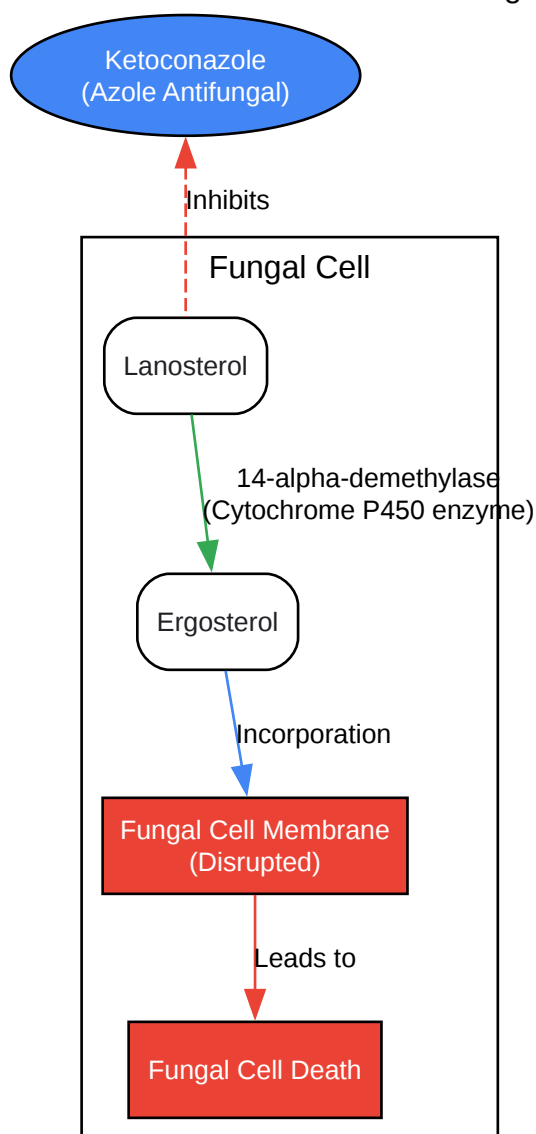 Ketoconazole
(Azole Antifungal)
Inhibits
Fungal Cell
Lanosterol
14-alpha-demethylase
(Cytochrome P450 enzyme)
Ergosterol
Incorporation
Fungal Cell Membrane
(Disrupted)
Leads to
Fungal Cell Death